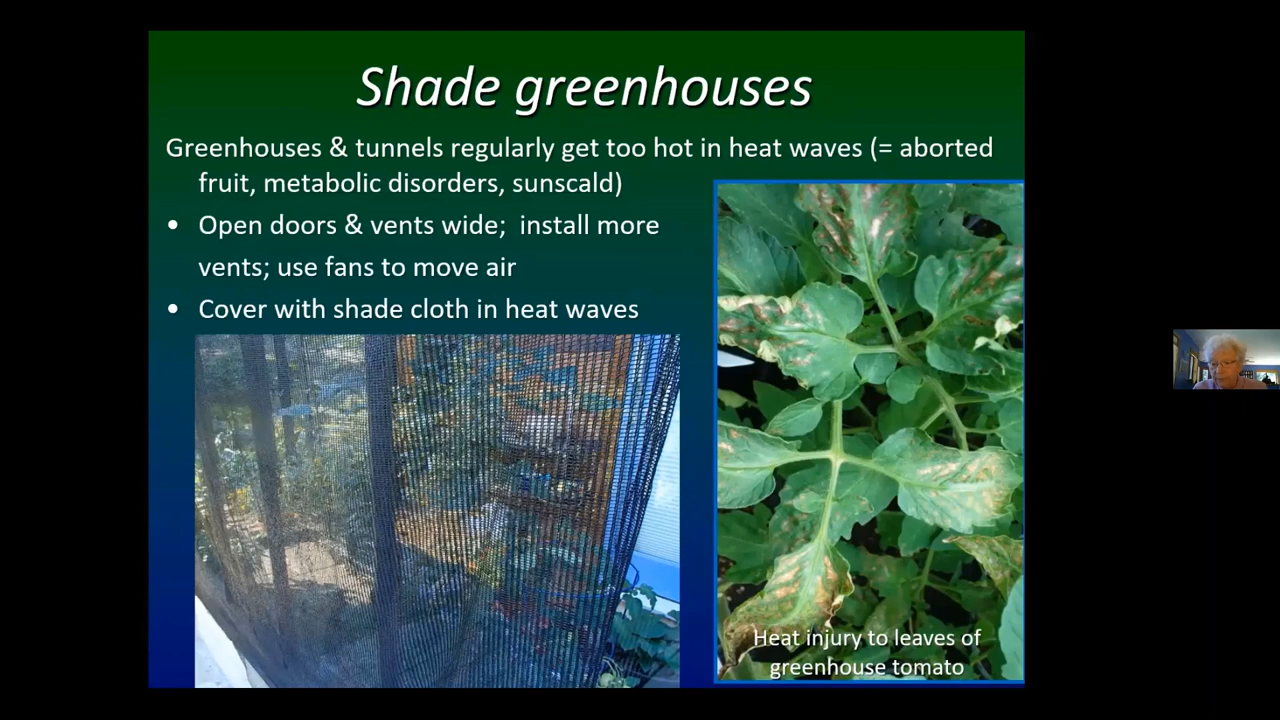 Shade greenhouses
Greenhouses & tunnels regularly get too hot in heat waves (= aborted
fruit, metabolic disorders, sunscald)
• Open doors & vents wide;  install more
vents; use fans to move air
• Cover with shade cloth in heat waves
Heat injury to leaves of
greenhouse tomato